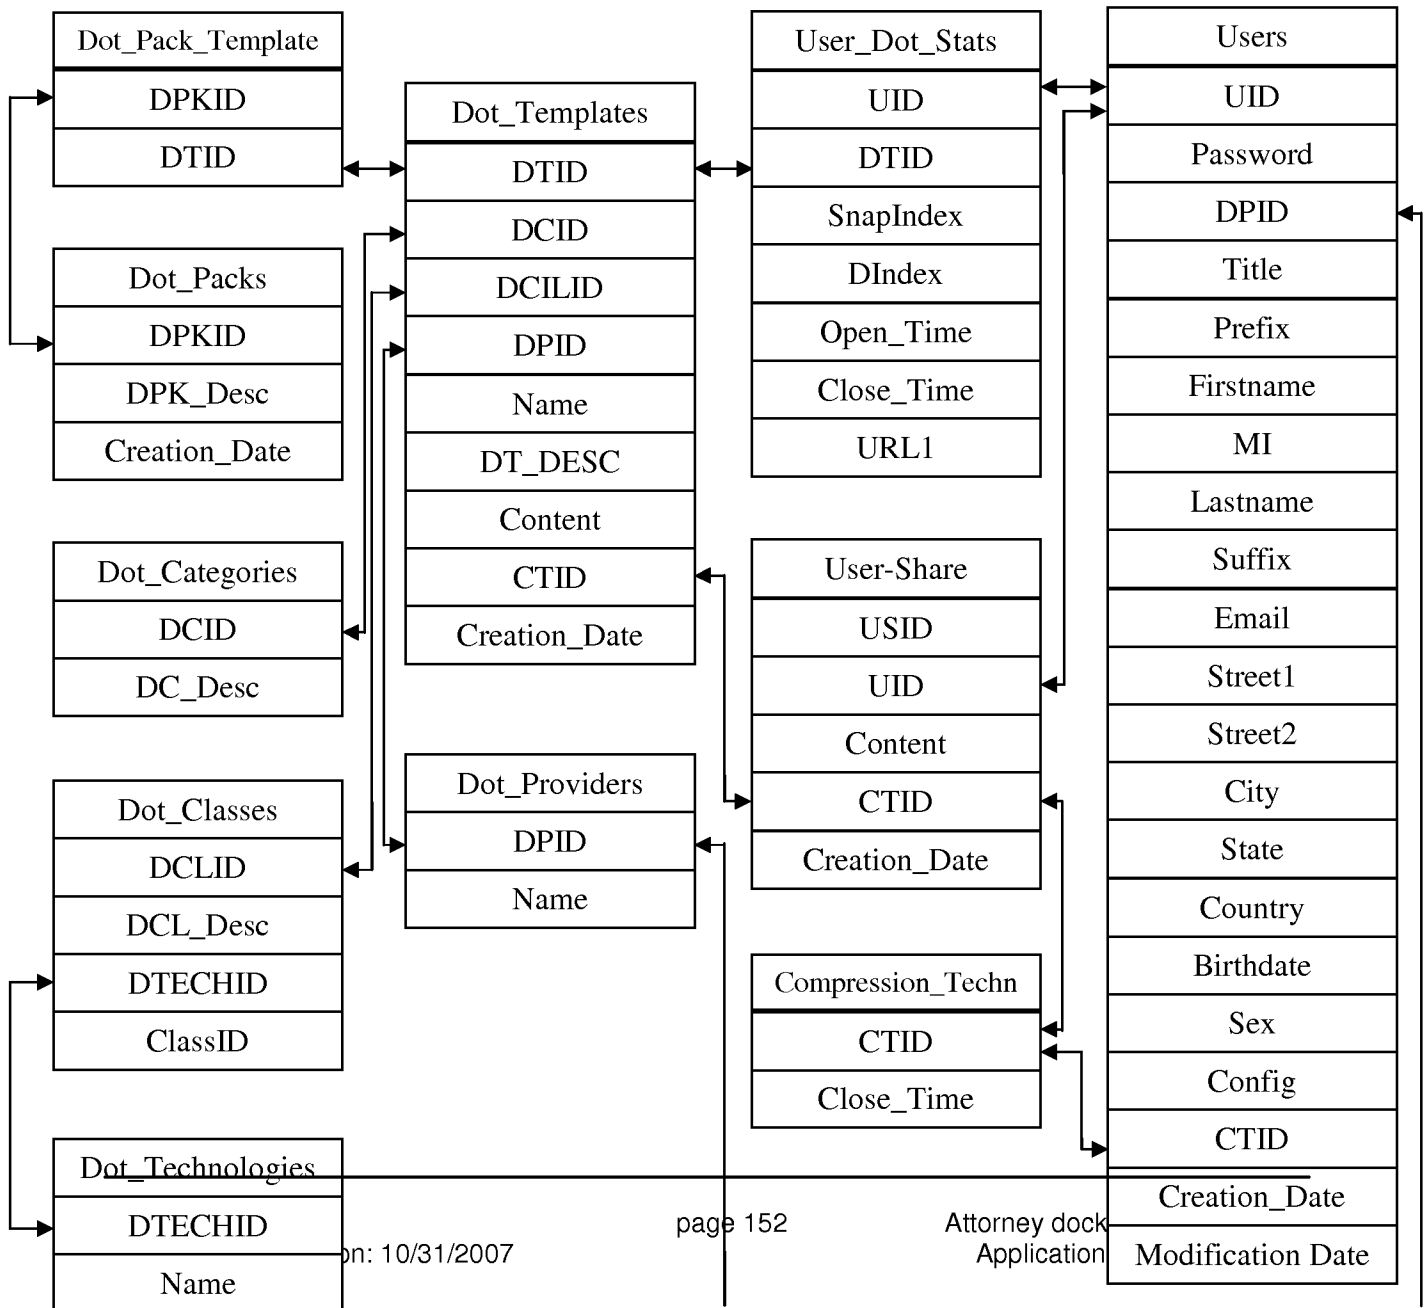 Dot_Pack_Template
DPKID
DTID
Dot_Packs
DPKID
DPK_Desc
Creation_Date
Dot_Categories
DCID
DC_Desc
Dot_Classes
DCLID
DCL_Desc
DTECHID
ClassID
Dot_Technologies
DTECHID
Name
Dot_Templates
DTID
DCID
DCILID
DPID
Name
DT_DESC
Content
CTID
Creation_Date
Dot_Providers
DPID
Name
User_Dot_Stats
UID
DTID
SnapIndex
DIndex
Open_Time
Close_Time
URL1
User-Share
USID
UID
Content
CTID
Creation_Date
Compression_Techn
CTID
Close_Time
Users
UID
Password
DPID
Title
Prefix
Firstname
MI
Lastname
Suffix
Email
Street1
Street2
City
State
Country
Birthdate
Sex
Config
CTID
Creation_Date
Modification Date
page 152
Attorney dock
on: 10/31/2007
Application